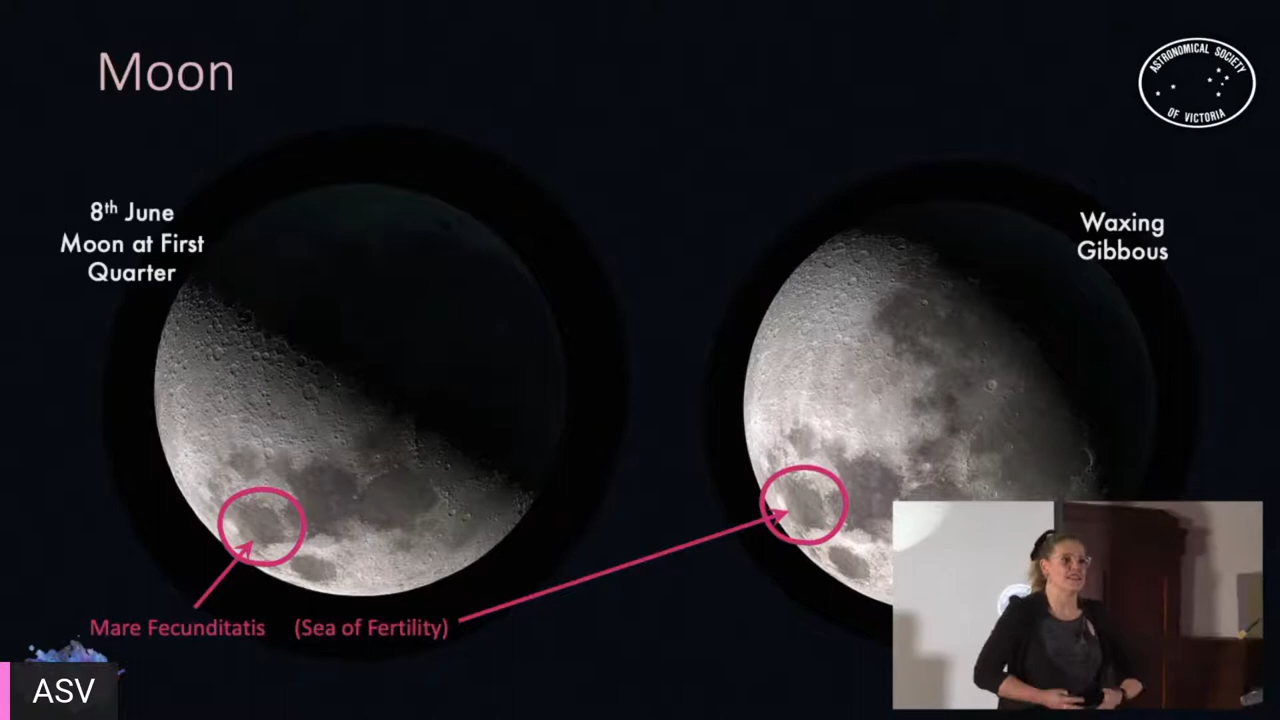 Moon
ASTRONOMICAL SOCIETY
OF VICTORIA
8th June
Moon at First
Quarter
Waxing
Gibbous
Mare Fecunditatis (Sea of Fertility)
ASV